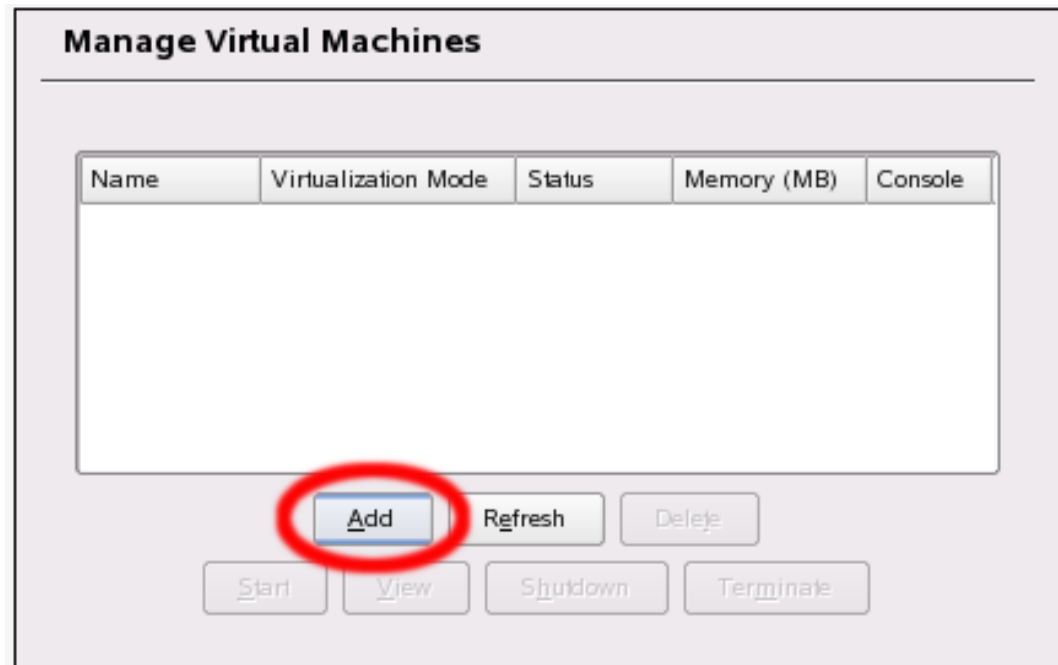 Manage Virtual Machines
Name Virtualization Mode Status Memory (MB) Console
Add Refresh Delete
Start View Shutdown Terminate